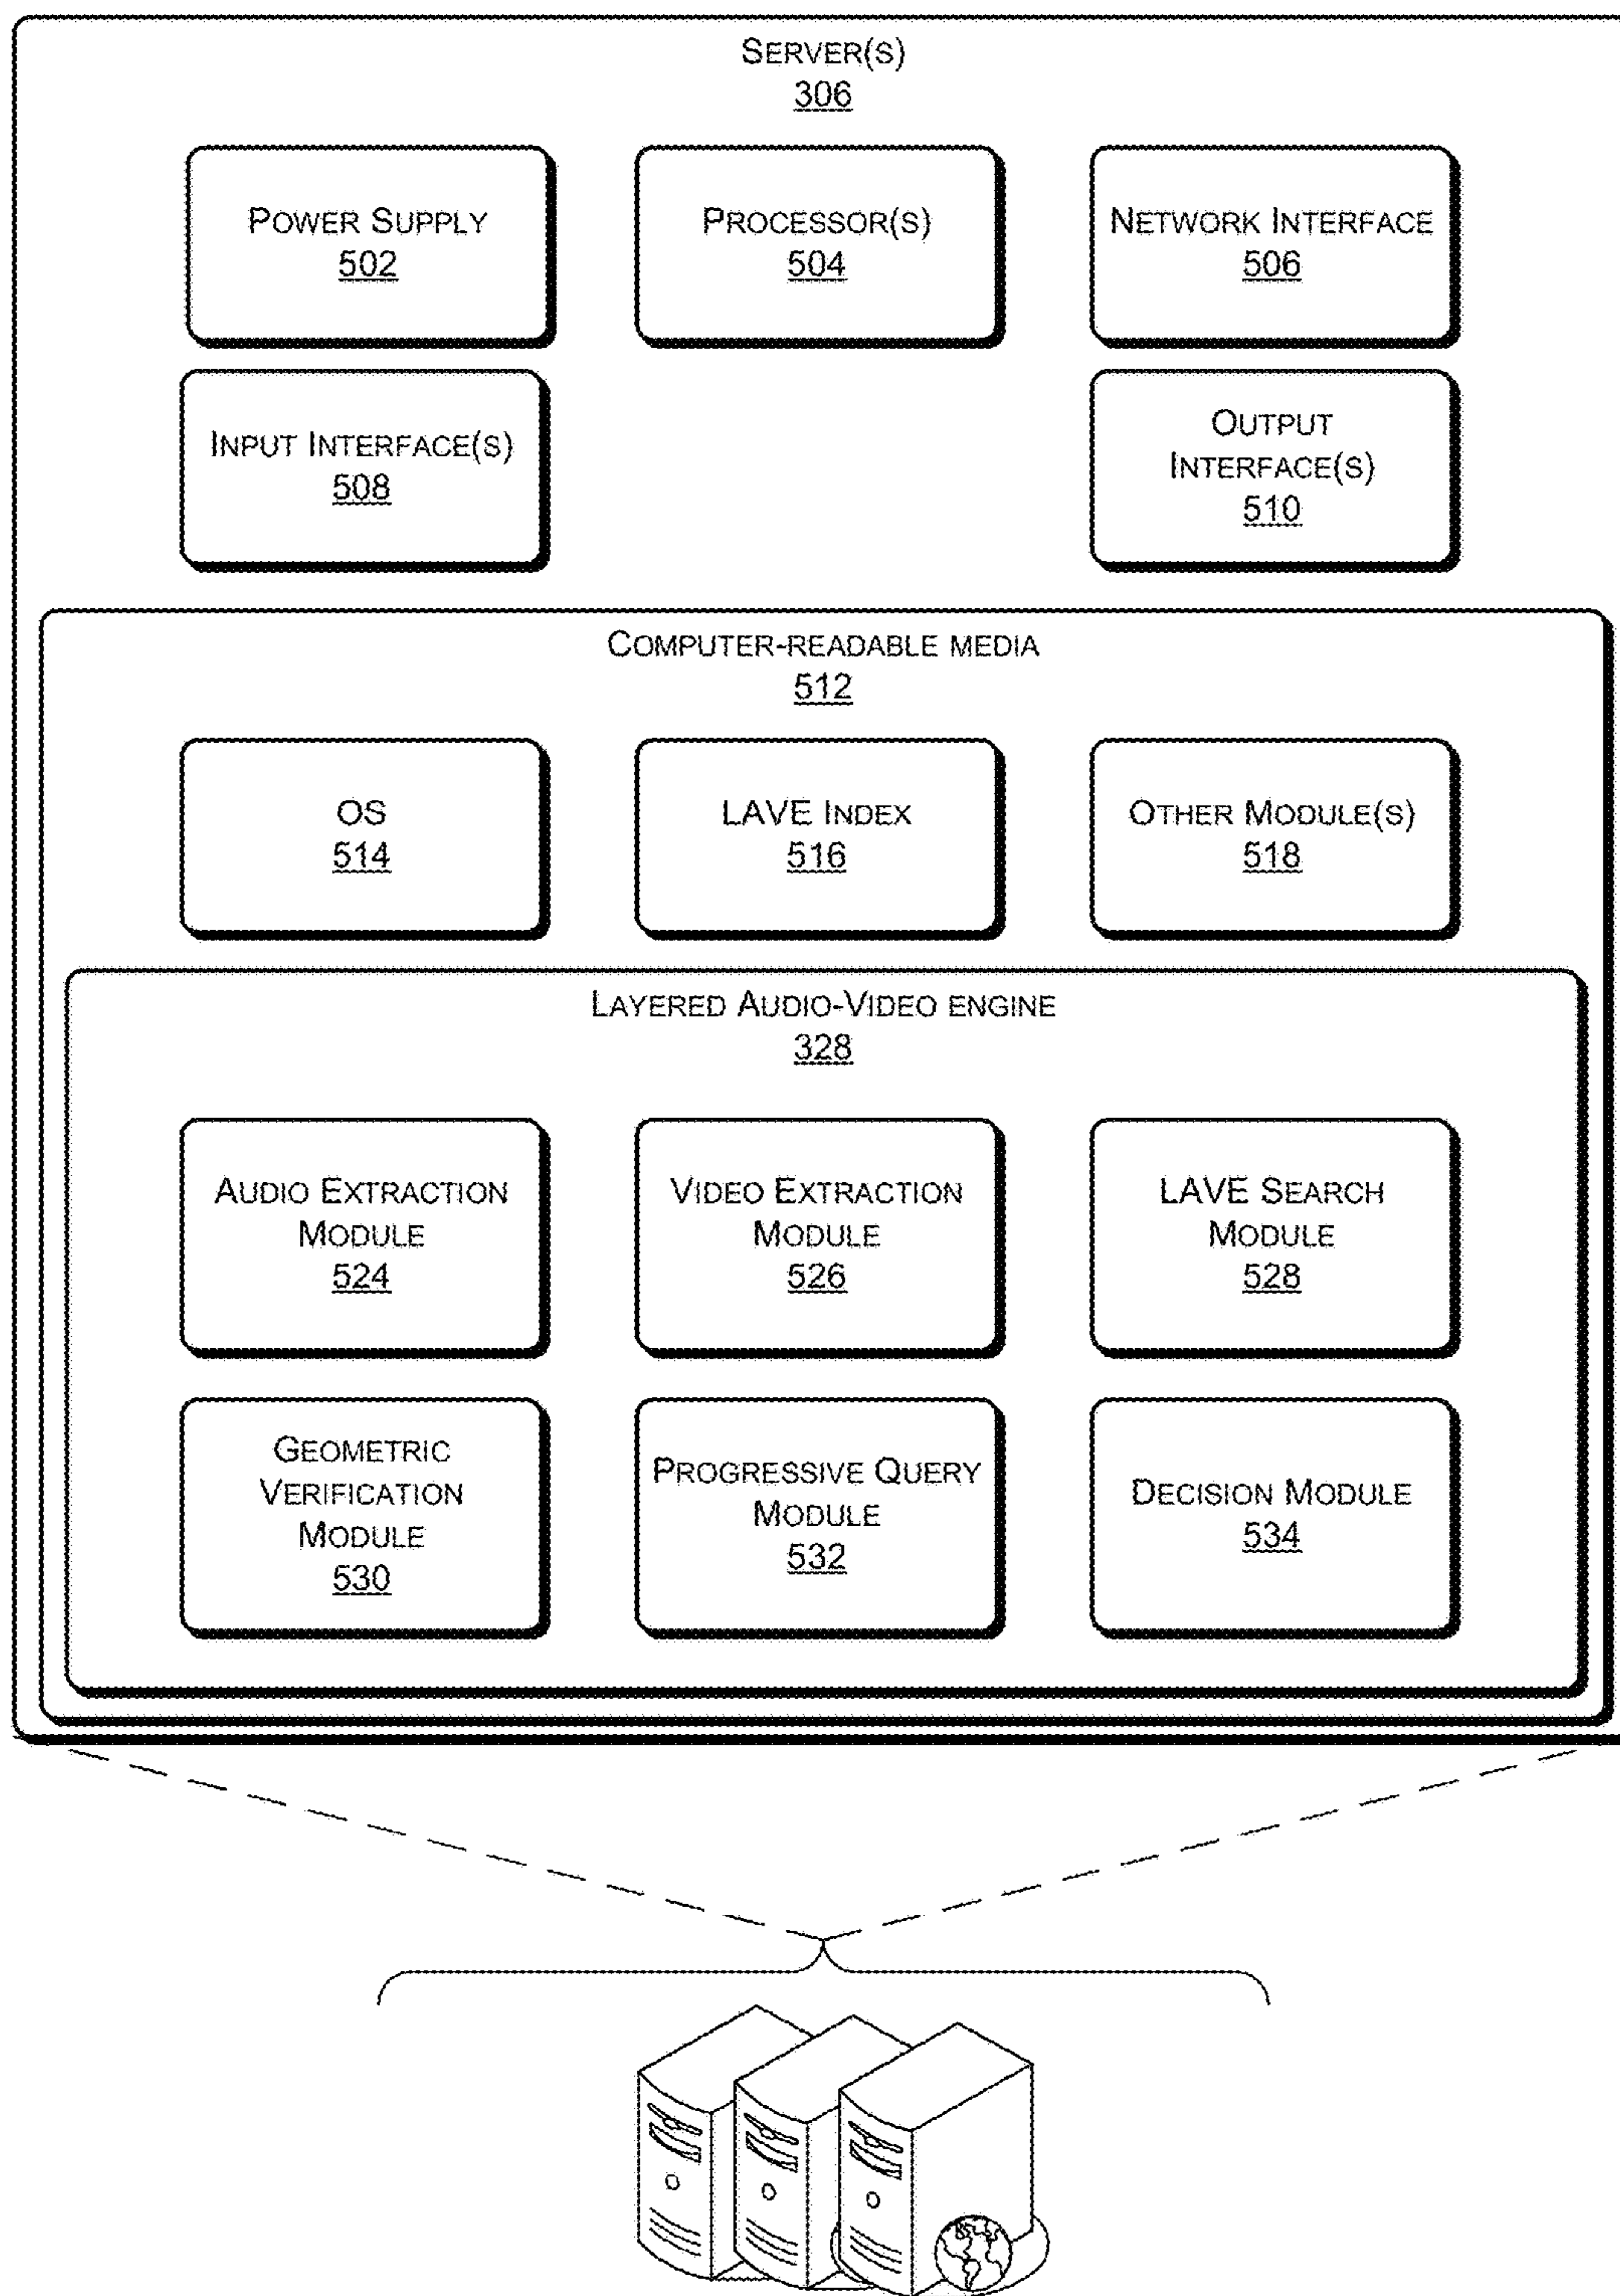 SERVER(S)
306
POWER SUPPLY
502
PROCESSOR(S)
504
NETWORK INTERFACE
506
INPUT INTERFACE(S)
508
OUTPUT
INTERFACE(S)
510
COMPUTER-READABLE MEDIA
512
OS
514
LAVE INDEX
516
OTHER MODULE(S)
518
LAYERED AUDIO-VIDEO ENGINE
328
AUDIO EXTRACTION
MODULE
524
VIDEO EXTRACTION
MODULE
526
LAVE SEARCH
MODULE
528
GEOMETRIC
VERIFICATION
MODULE
530
PROGRESSIVE QUERY
MODULE
532
DECISION MODULE
534